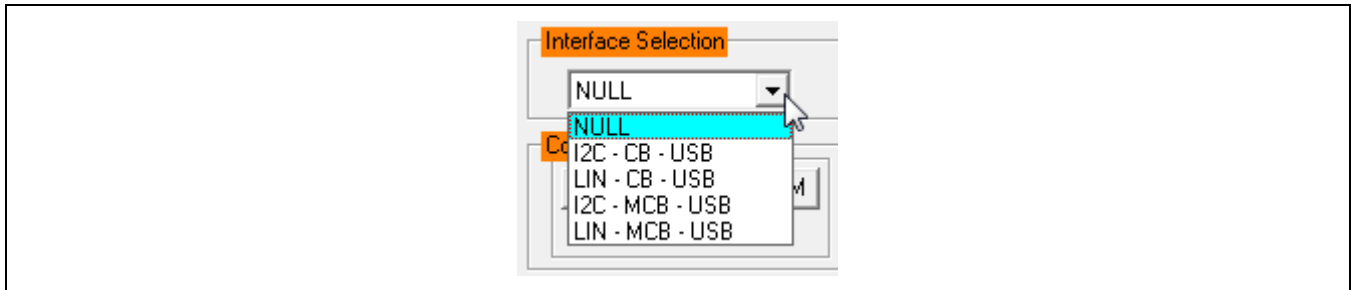 Interface Selection
NULL
NULL
I2C - CB - USB
LIN - CB - USB
I2C - MCB - USB
LIN - MCB - USB